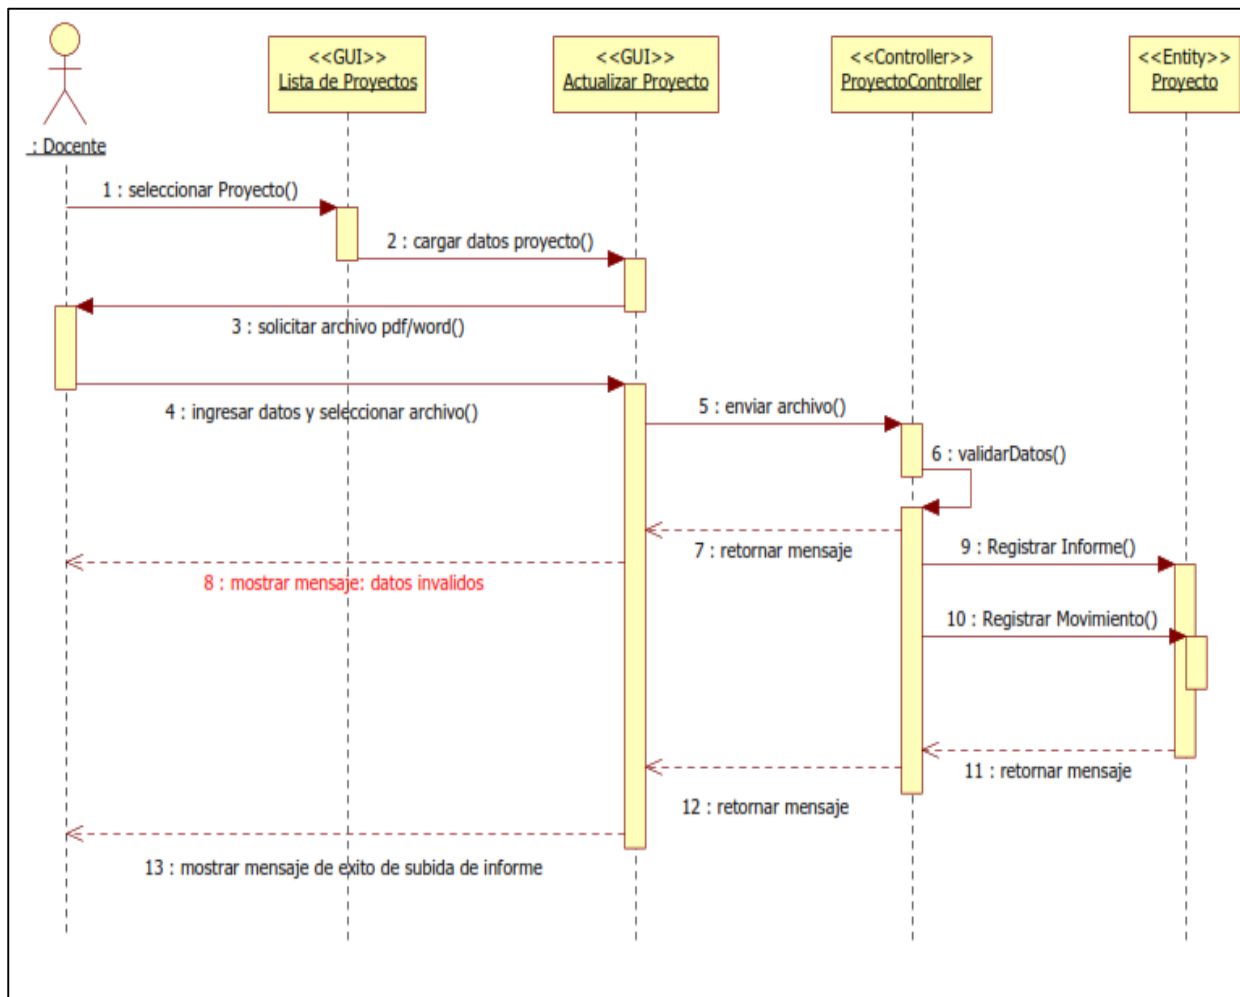 <<GUI>>
Lista de Proyectos
<<GUI>>
Actualizar Proyecto
<<Controller>>
ProyectoController
<<Entity>>
Proyecto
: Docente
1 : seleccionar Proyecto()
2 : cargar datos proyecto()
3 : solicitar archivo pdf/word()
4 : ingresar datos y seleccionar archivo()
5 : enviar archivo()
6 : validarDatos()
7 : retornar mensaje
8 : mostrar mensaje: datos invalidos
9 : Registrar Informe()
10 : Registrar Movimiento()
11 : retornar mensaje
12 : retornar mensaje
13 : mostrar mensaje de exito de subida de informe